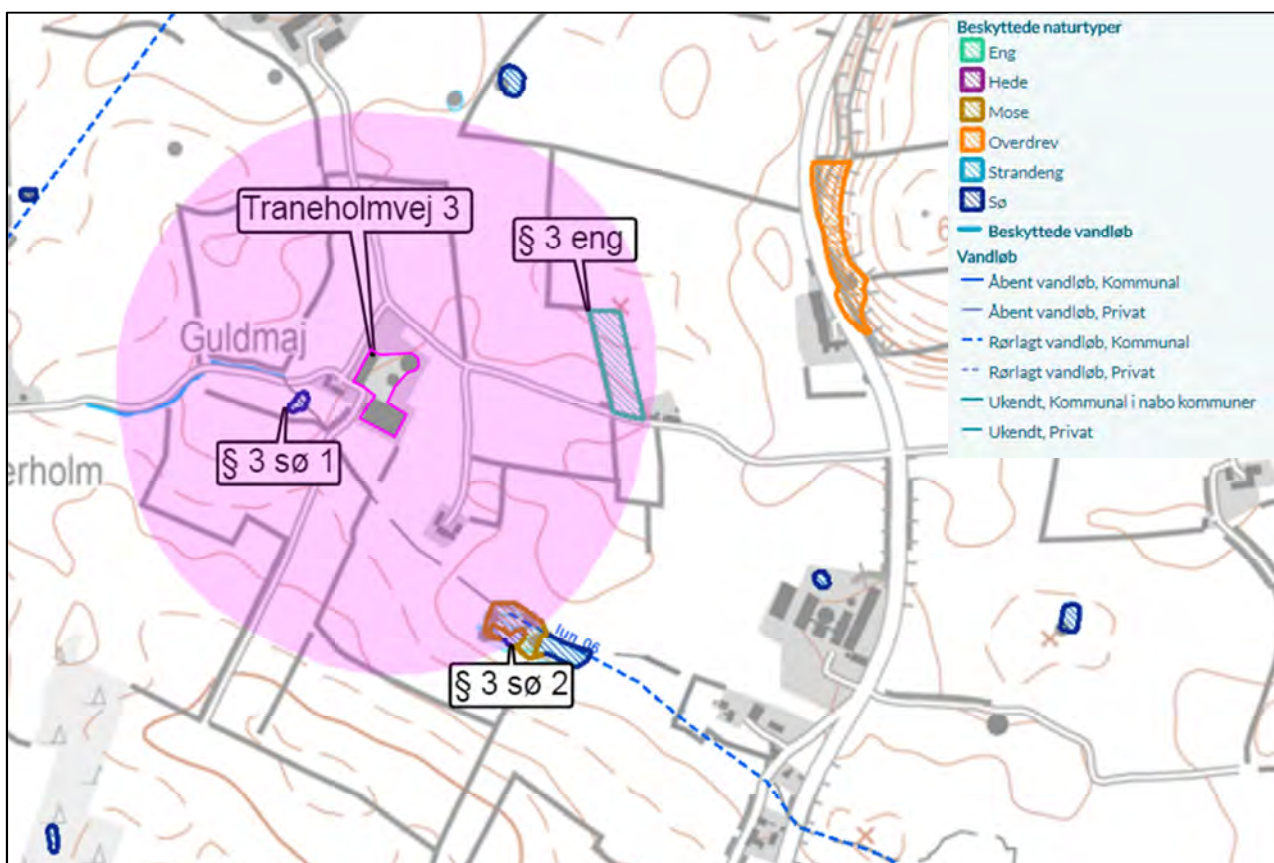 Traneholmvej 3
§ 3 eng
Guldmaj
§ 3 sø 1
erholm
lun_06
§ 3 sø 2
6
Beskyttede naturtyper
Eng
Hede
Mose
Overdrev
Strandeng
Sø
Beskyttede vandløb
Vandløb
Åbent vandløb, Kommunal
Åbent vandløb, Privat
Rørlagt vandløb, Kommunal
Rørlagt vandløb, Privat
Ukendt, Kommunal i nabo kommuner
Ukendt, Privat